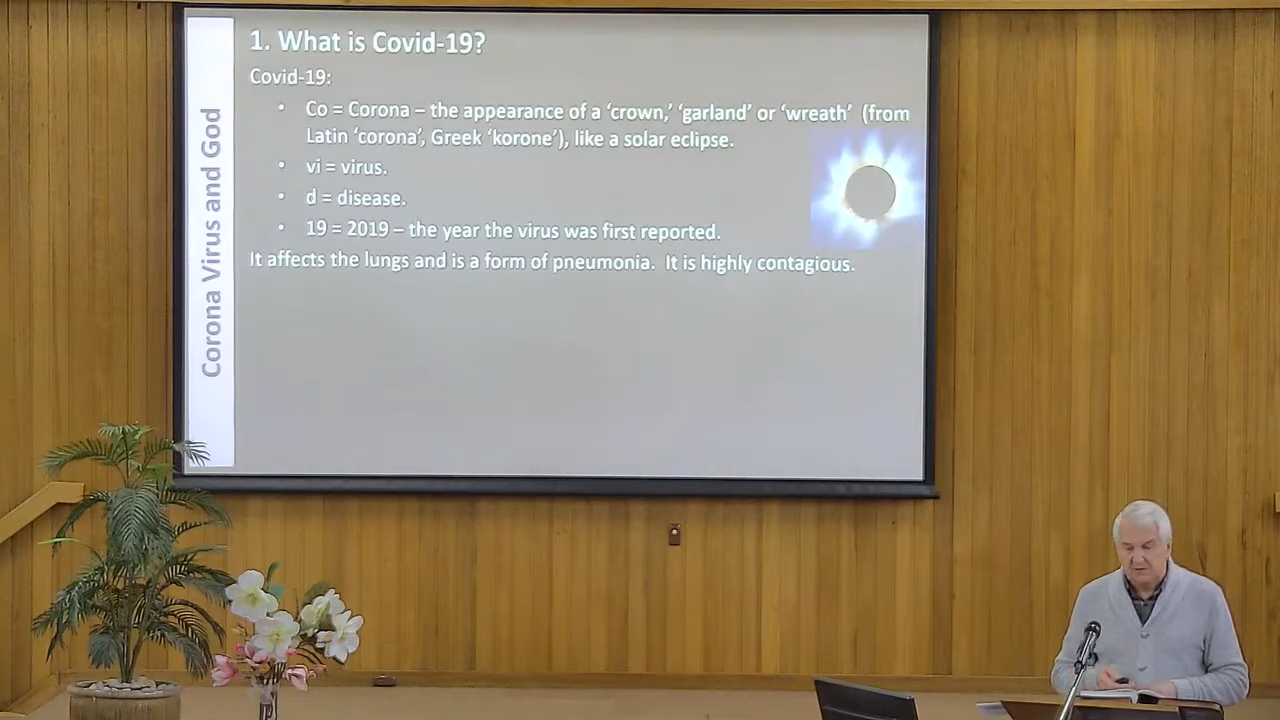 Corona Virus and God
1. What is Covid-19?
Covid-19:
• Co = Corona – the appearance of a ‘crown,’ ‘garland’ or ‘wreath’ (from
Latin ‘corona’, Greek ‘korone’), like a solar eclipse.
• vi = virus.
• d = disease.
• 19 = 2019 – the year the virus was first reported.
It affects the lungs and is a form of pneumonia. It is highly contagious.